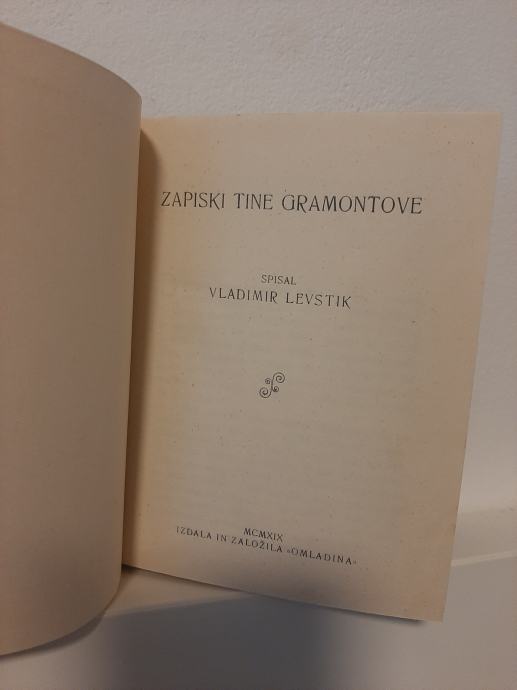 ZAPISKI TINE GRAMONTOVE
SPISAL
VLADIMIR LEVSTIK
MCMXIX
IZDALA IN ZALOŽILA »OMLADINA«